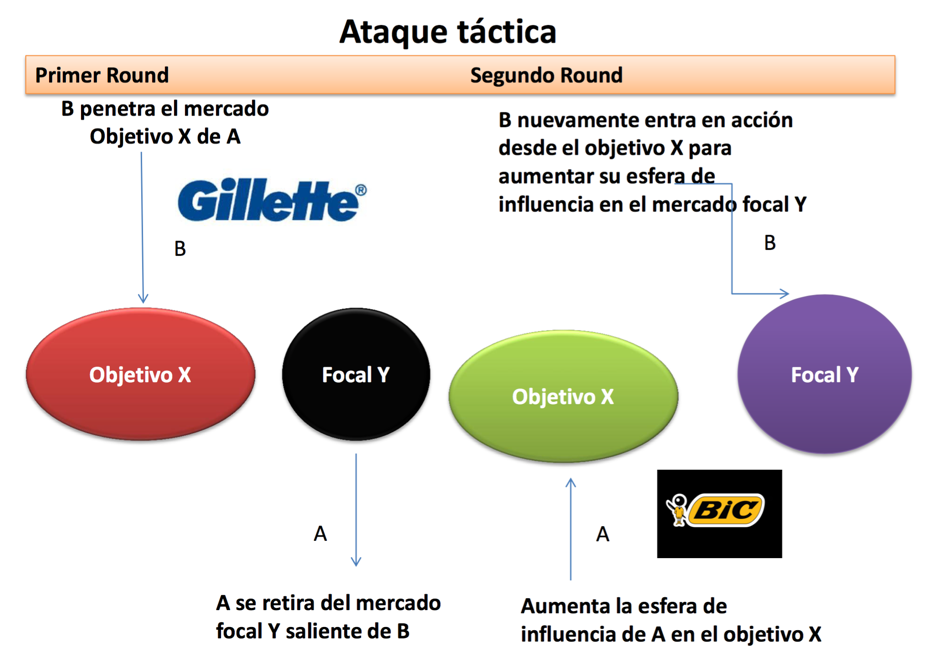 Ataque táctica
Primer Round
Segundo Round
B penetra el mercado
Objetivo X de A
Gillette®
B
Objetivo X
Focal Y
A
A se retira del mercado
focal Y saliente de B
B nuevamente entra en acción
desde el objetivo X para
aumentar su esfera de
influencia en el mercado focal Y
B
Objetivo X
Focal Y
BiC
A
Aumenta la esfera de
influencia de A en el objetivo X